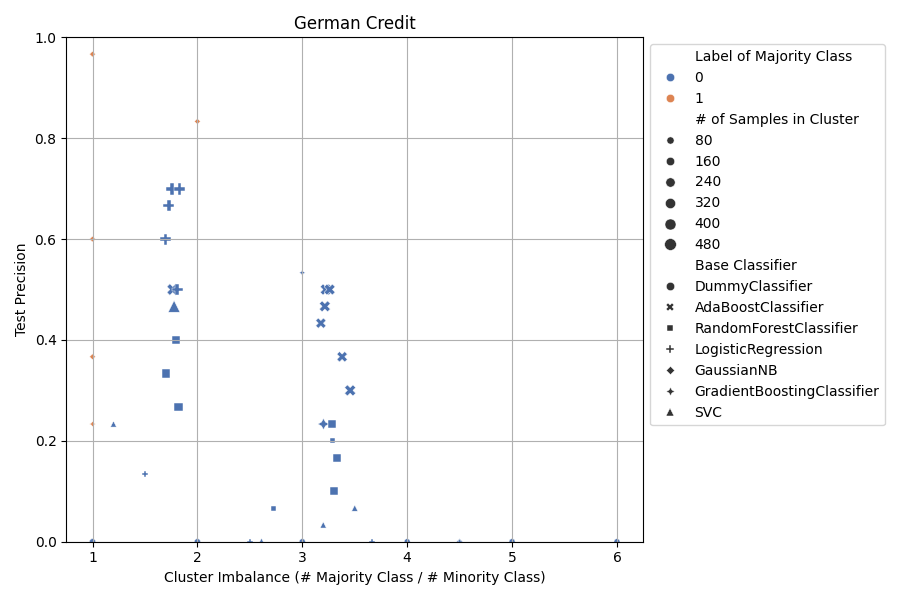 German Credit
Test Precision
1.0
0.8
0.6
0.4
0.2
0.0
1 2 3 4 5 6
Cluster Imbalance (# Majority Class / # Minority Class)
Label of Majority Class
0
1
# of Samples in Cluster
80
160
240
320
400
480
Base Classifier
DummyClassifier
AdaBoostClassifier
RandomForestClassifier
LogisticRegression
GaussianNB
GradientBoostingClassifier
SVC